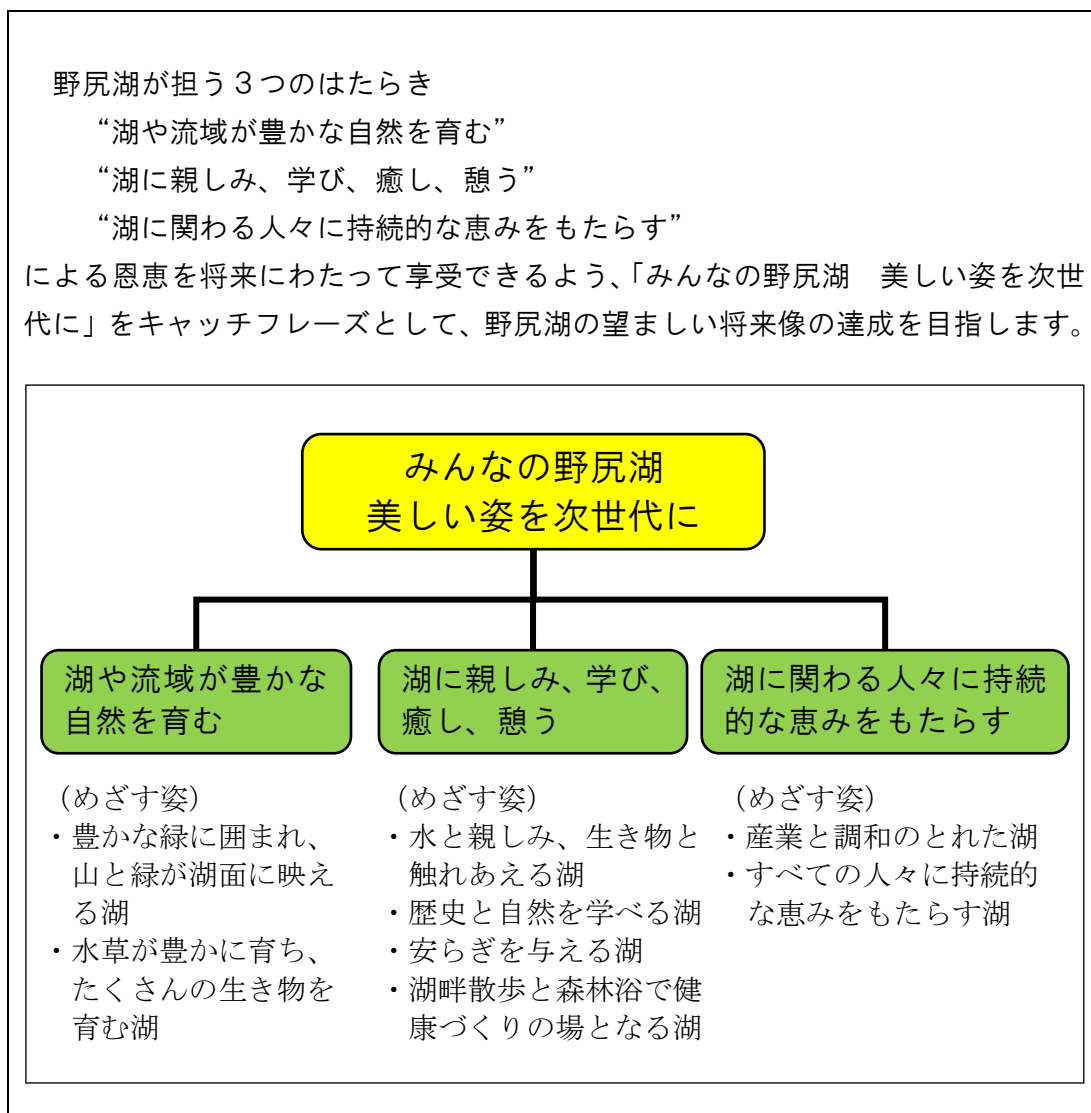 野尻湖が担う３つのはたらき
“湖や流域が豊かな自然を育む”
“湖に親しみ、学び、癒し、憩う”
“湖に関わる人々に持続的な恵みをもたらす”
による恩恵を将来にわたって享受できるよう、「みんなの野尻湖　美しい姿を次世
代に」をキャッチフレーズとして、野尻湖の望ましい将来像の達成を目指します。
みんなの野尻湖
美しい姿を次世代に
湖や流域が豊かな
自然を育む
（めざす姿）
・豊かな緑に囲まれ、
山と緑が湖面に映え
る湖
・水草が豊かに育ち、
たくさんの生き物を
育む湖
湖に親しみ、学び、
癒し、憩う
（めざす姿）
・水と親しみ、生き物と
触れあえる湖
・歴史と自然を学べる湖
・安らぎを与える湖
・湖畔散歩と森林浴で健
康づくりの場となる湖
湖に関わる人々に持続
的な恵みをもたらす
（めざす姿）
・産業と調和のとれた湖
・すべての人々に持続的
な恵みをもたらす湖